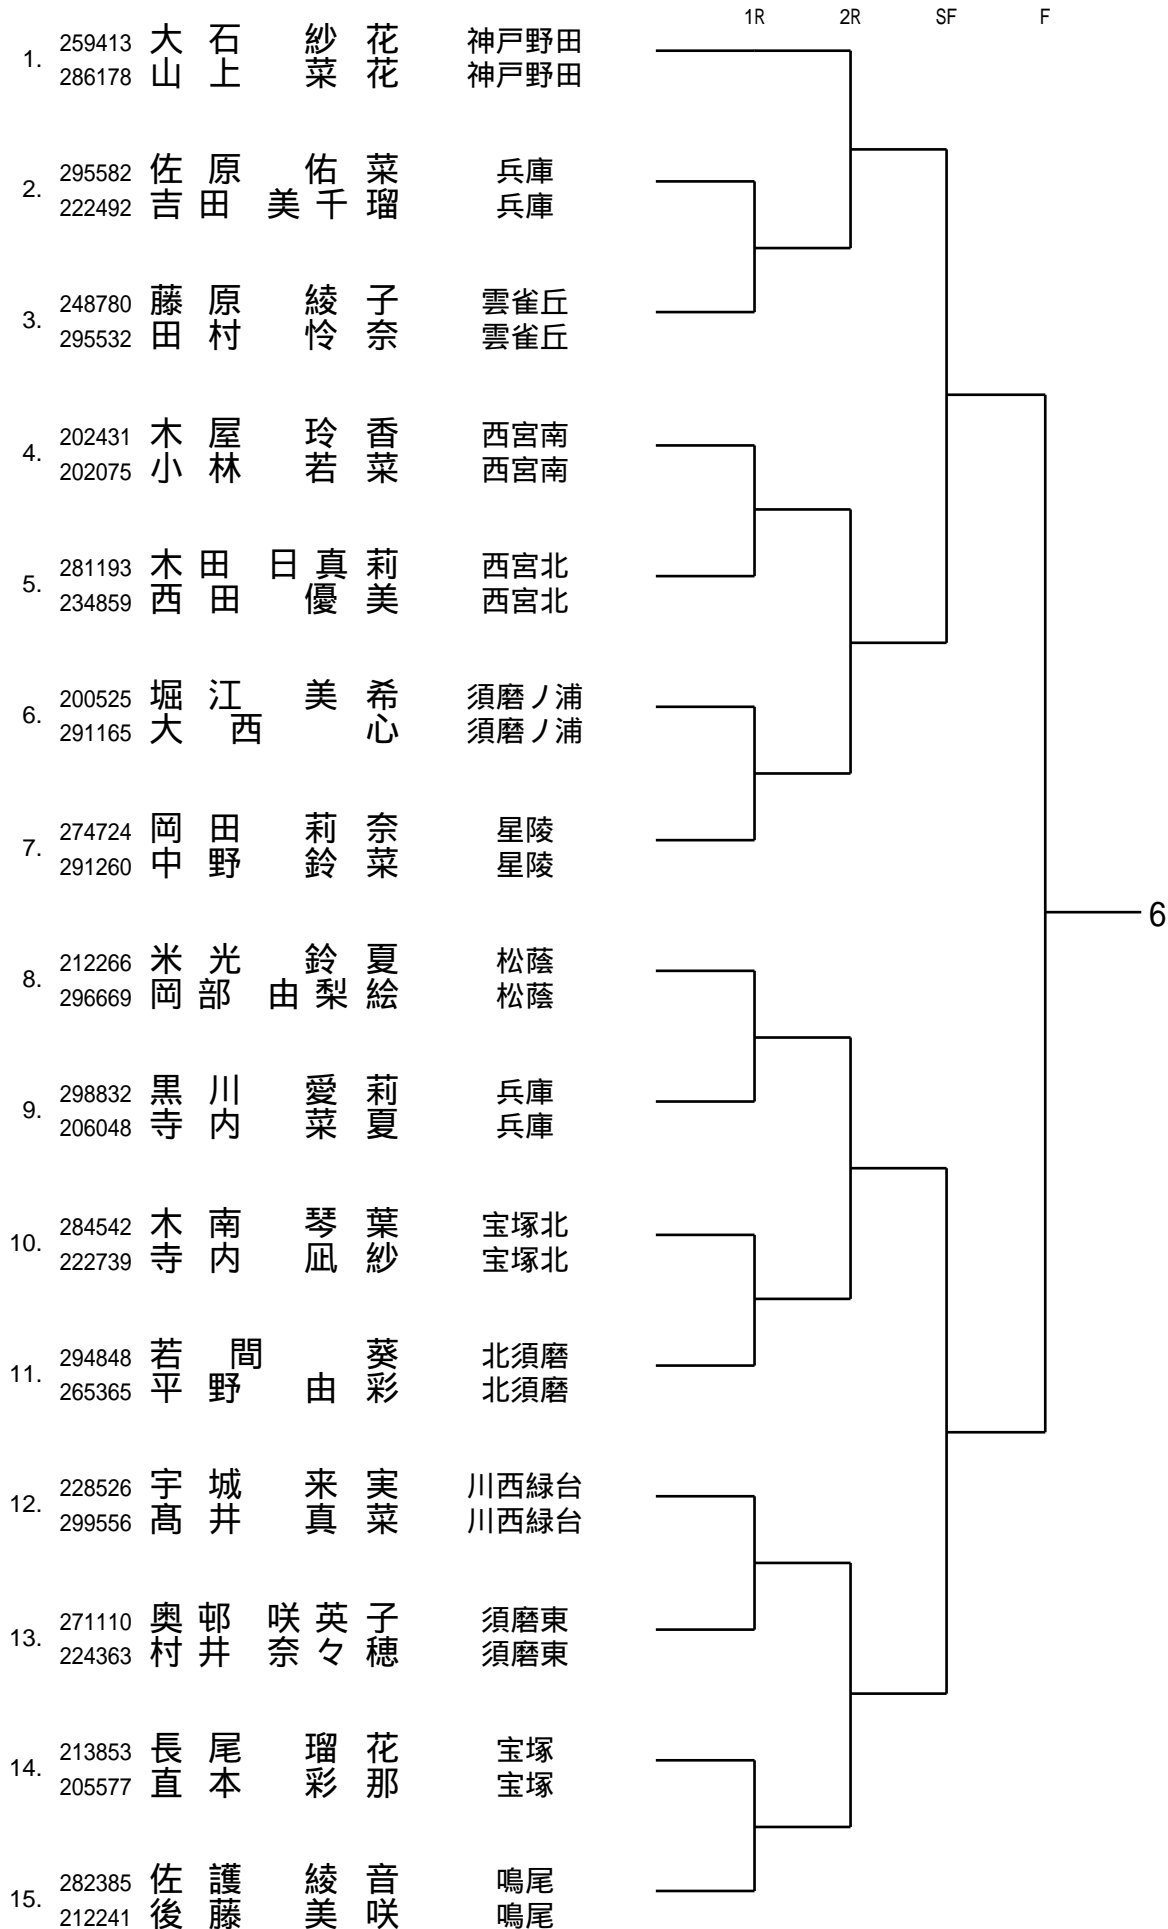 1R 2R SF F
1. 259413 大石 紗花 神戸野田
286178 山上 菜花 神戸野田
2. 295582 佐原 佑菜 兵庫
222492 吉田 美千瑠 兵庫
3. 248780 藤原 綾子 雲雀丘
295532 田村 怜奈 雲雀丘
4. 202431 木屋 玲香 西宮南
202075 小林 若菜 西宮南
5. 281193 木田 日真莉 西宮北
234859 西田 優美 西宮北
6. 200525 堀江 美希 須磨ノ浦
291165 大西 心 須磨ノ浦
7. 274724 岡田 莉奈 星陵
291260 中野 鈴菜 星陵
6
8. 212266 米光 鈴夏 松蔭
296669 岡部 由梨絵 松蔭
9. 298832 黒川 愛莉 兵庫
206048 寺内 菜夏 兵庫
10. 284542 木南 琴葉 宝塚北
222739 寺内 凪紗 宝塚北
11. 294848 若間 葵 北須磨
265365 平野 由彩 北須磨
12. 228526 宇城 来実 川西緑台
299556 髙井 真菜 川西緑台
13. 271110 奥邨 咲英子 須磨東
224363 村井 奈々穂 須磨東
14. 213853 長尾 瑠花 宝塚
205577 直本 彩那 宝塚
15. 282385 佐護 綾音 鳴尾
212241 後藤 美咲 鳴尾